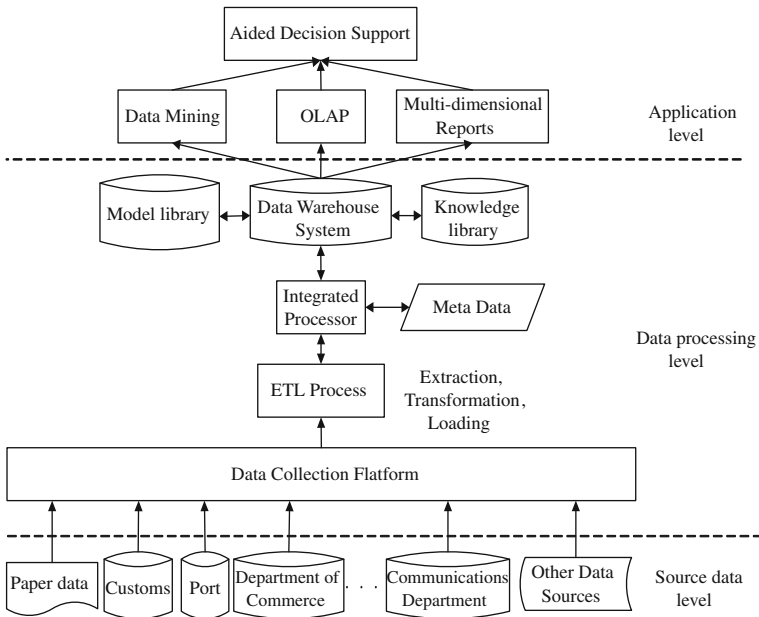 Aided Decision Support
Data Mining
OLAP
Multi-dimensional
Reports
Application
level
Model library
Data Warehouse
System
Knowledge
library
Integrated
Processor
Meta Data
Data processing
level
ETL Process
Extraction,
Transformation,
Loading
Data Collection Flatform
Paper data
Customs
Port
Department of
Commerce
. . .
Communications
Department
Other Data
Sources
Source data
level